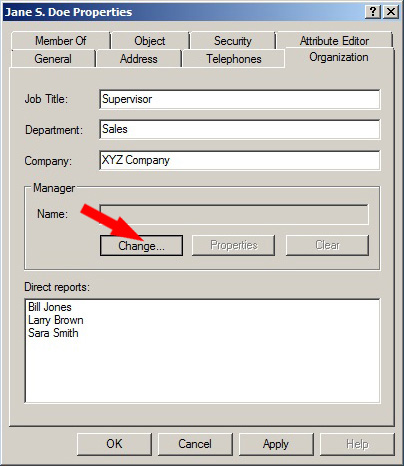 Jane S. Doe Properties
Member Of Object Security Attribute Editor
General Address Telephones Organization
Job Title: Supervisor
Department: Sales
Company: XYZ Company
Manager
Name:
Change... Properties Clear
Direct reports:
Bill Jones
Larry Brown
Sara Smith
OK Cancel Apply Help